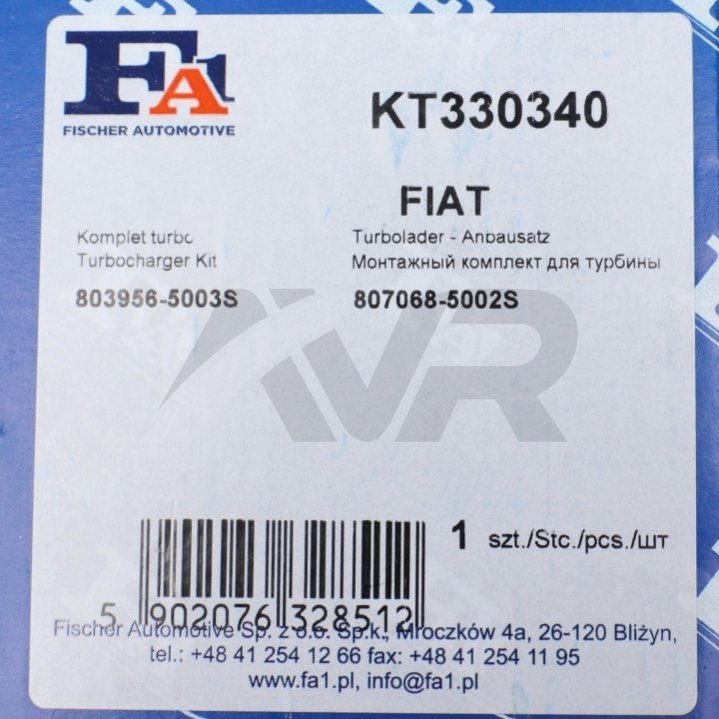 FA1
FISCHER AUTOMOTIVE
KT330340
FIAT
Komplet turbo
Turbocharger Kit
803956-5003S
Turbolader - Anbausatz
Монтажный комплект для турбины
807068-5002S
AVR
1 szt./Stc./pcs./шт
5 902076 328512
Fischer Automotive Sp. z o.o. Sp.k., Mroczków 4a, 26-120 Bliżyn,
tel.: +48 41 254 12 66 fax: +48 41 254 11 95
www.fa1.pl, info@fa1.pl